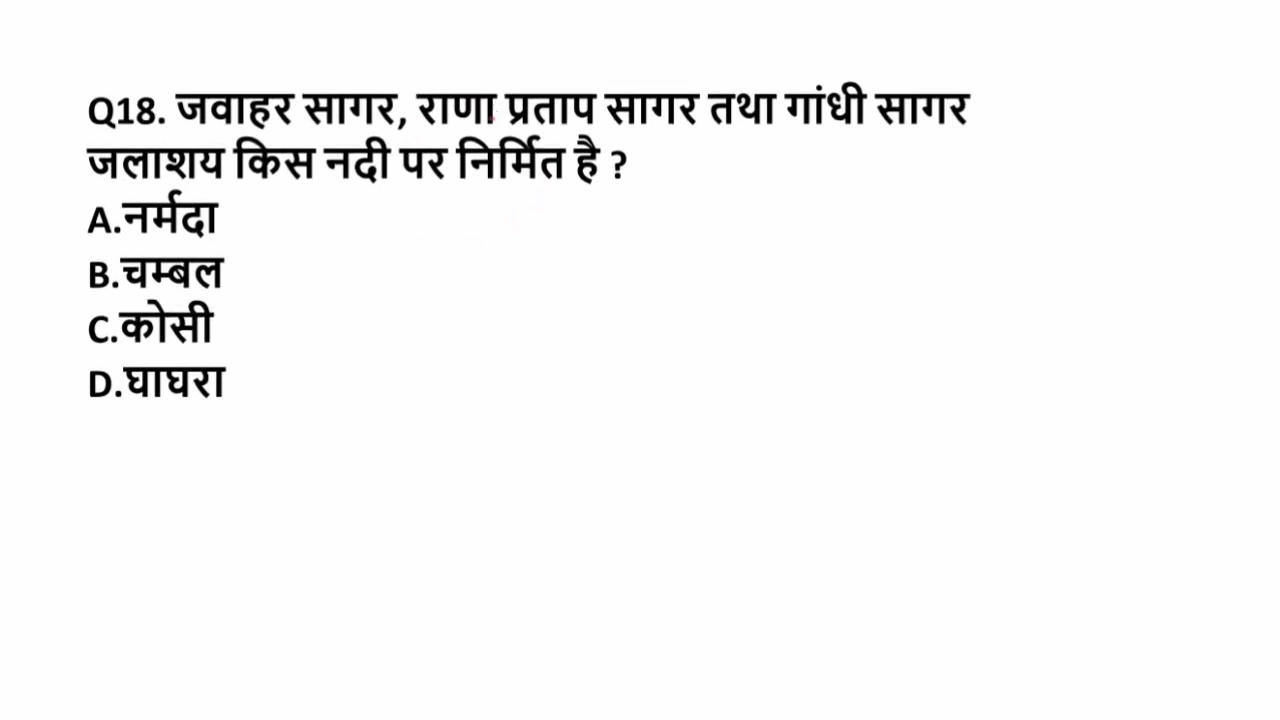 Q18. जवाहर सागर, राणा प्रताप सागर तथा गांधी सागर
जलाशय किस नदी पर निर्मित है ?
A.नर्मदा
B.चम्बल
C.कोसी
D.घाघरा